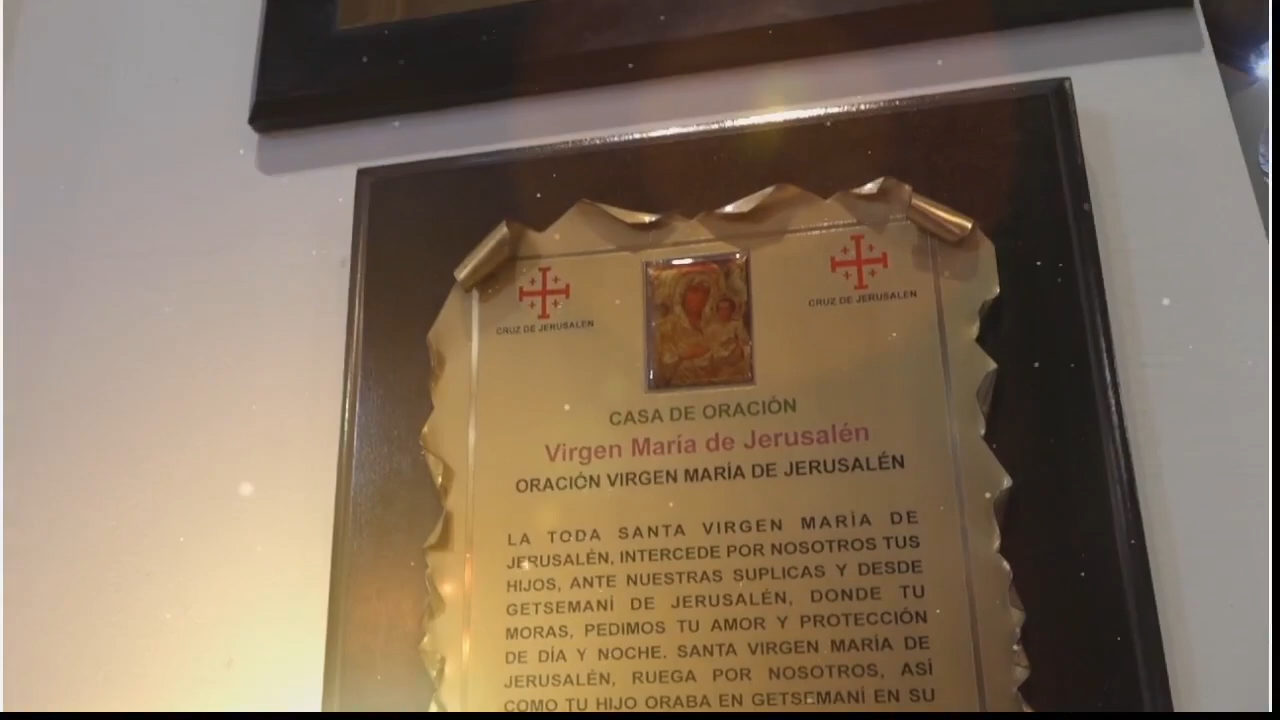 CRUZ DE JERUSALÉN
CRUZ DE JERUSALÉN
CASA DE ORACIÓN
Virgen María de Jerusalén
ORACIÓN VIRGEN MARÍA DE JERUSALÉN
LA TODA SANTA VIRGEN MARÌA DE
JERUSALÉN, INTERCEDE POR NOSOTROS TUS
HIJOS, ANTE NUESTRAS SUPLICAS Y DESDE
GETSEMANÍ DE JERUSALÉN, DONDE TU
MORAS, PEDIMOS TU AMOR Y PROTECCIÓN
DE DÍA Y NOCHE. SANTA VIRGEN MARÍA DE
JERUSALÉN, RUEGA POR NOSOTROS, ASÍ
COMO TU HIJO ORABA EN GETSEMANÍ EN SU